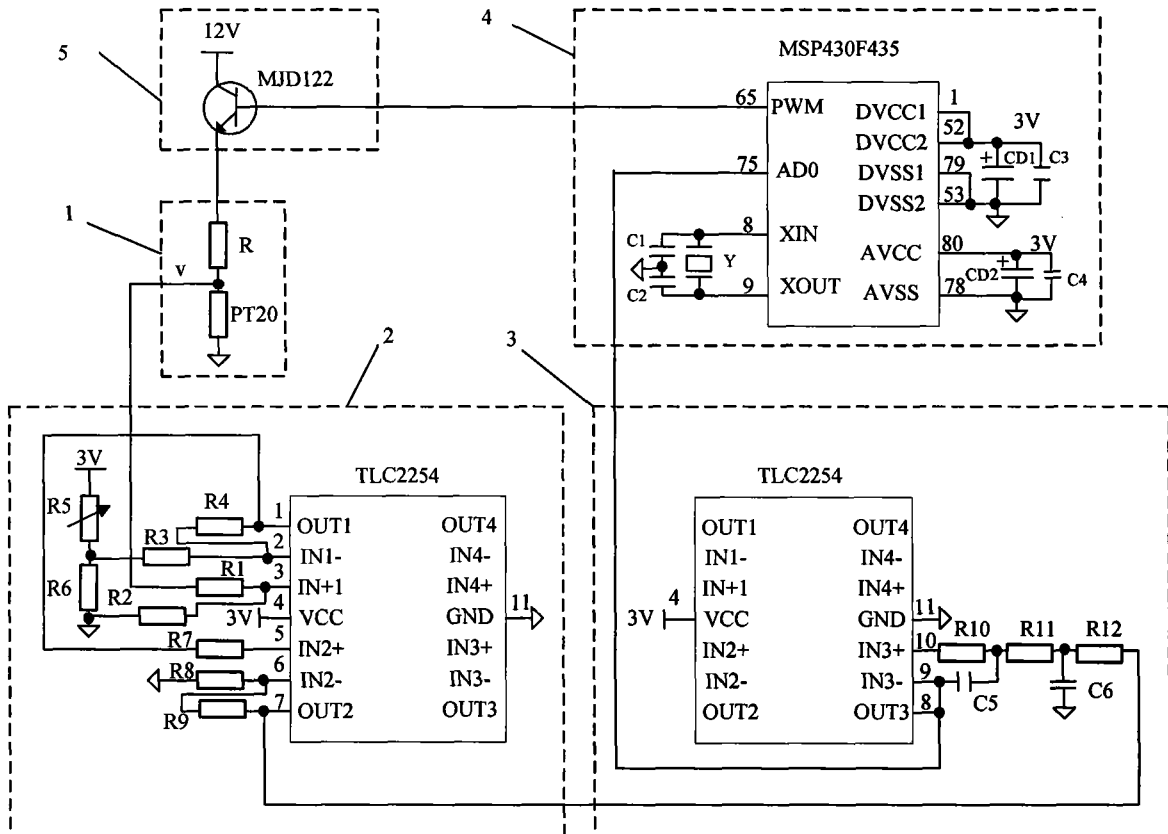 5
12V
MJD122
4
MSP430F435
65
PWM
75
AD0
8
XIN
9
XOUT
DVCC1
1
DVCC2
52
DVSS1
79
DVSS2
53
AVCC
80
AVSS
78
3V
+
CD1
C3
3V
+
CD2
C4
C1
C2
Y
1
R
v
PT20
2
3V
R5
R6
R4
R3
R1
R2
3V
R7
R8
R9
TLC2254
1
OUT1
2
IN1-
3
IN+1
4
VCC
5
IN2+
6
IN2-
7
OUT2
OUT4
IN4-
IN4+
GND
11
IN3+
IN3-
OUT3
3
TLC2254
OUT1
IN1-
IN+1
3V
4
VCC
IN2+
IN2-
OUT2
OUT4
IN4-
IN4+
GND
11
IN3+
10
IN3-
9
OUT3
8
R10
R11
R12
C5
C6